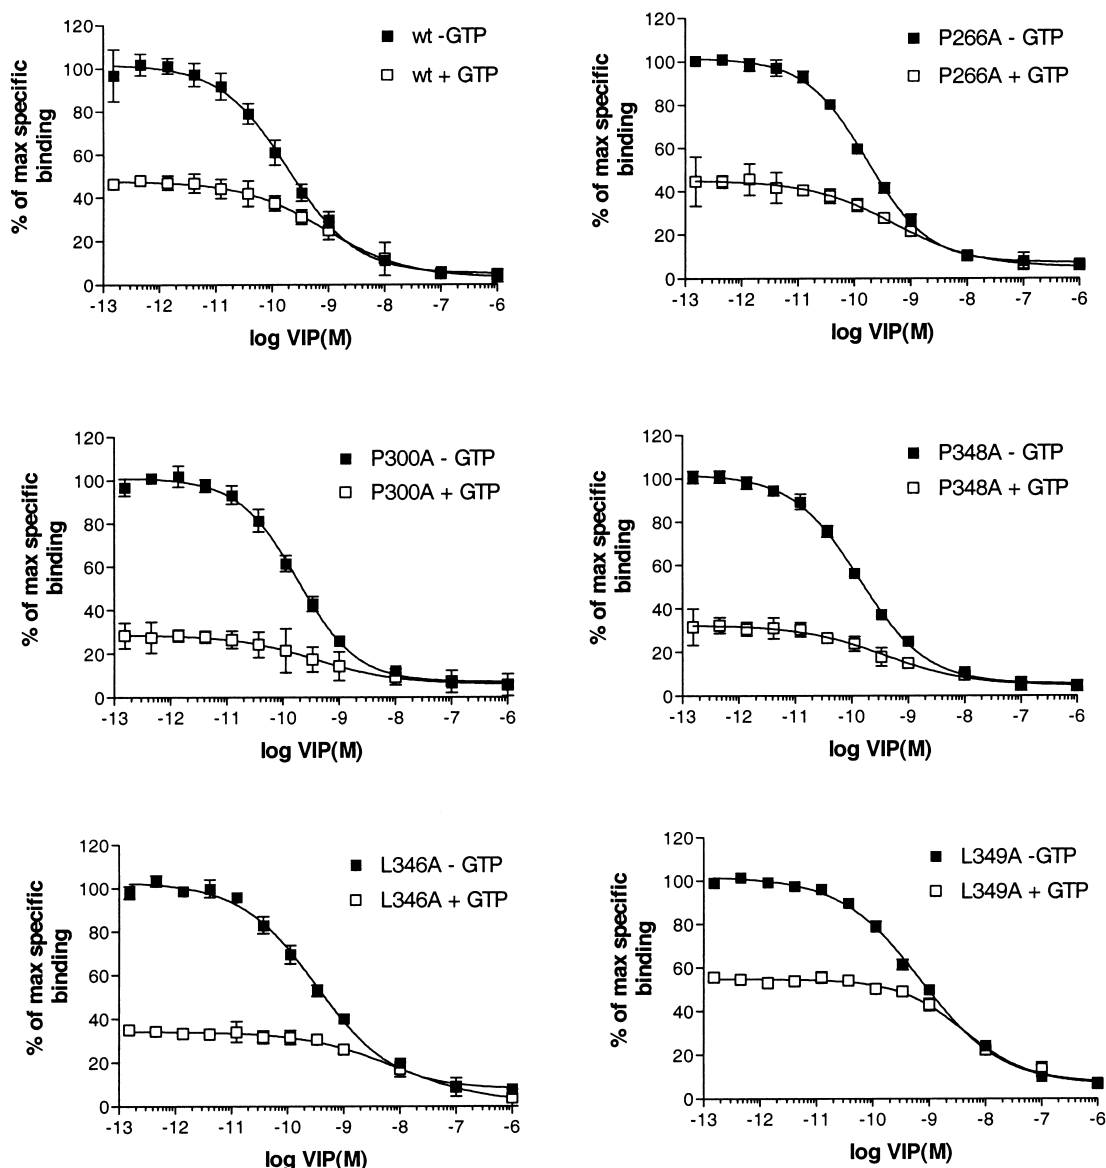 wt -GTP
wt + GTP
% of max specific
binding
120
100
80
60
40
20
0
-13 -12 -11 -10 -9 -8 -7 -6
log VIP(M)
P266A - GTP
P266A + GTP
% of max specific
binding
120
100
80
60
40
20
0
-13 -12 -11 -10 -9 -8 -7 -6
log VIP(M)
P300A - GTP
P300A + GTP
% of max specific
binding
120
100
80
60
40
20
0
-13 -12 -11 -10 -9 -8 -7 -6
log VIP(M)
P348A - GTP
P348A + GTP
% of max specific
binding
120
100
80
60
40
20
0
-13 -12 -11 -10 -9 -8 -7 -6
log VIP(M)
L346A - GTP
L346A + GTP
% of max specific
binding
120
100
80
60
40
20
0
-13 -12 -11 -10 -9 -8 -7 -6
log VIP(M)
L349A -GTP
L349A + GTP
% of max specific
binding
120
100
80
60
40
20
0
-13 -12 -11 -10 -9 -8 -7 -6
log VIP(M)